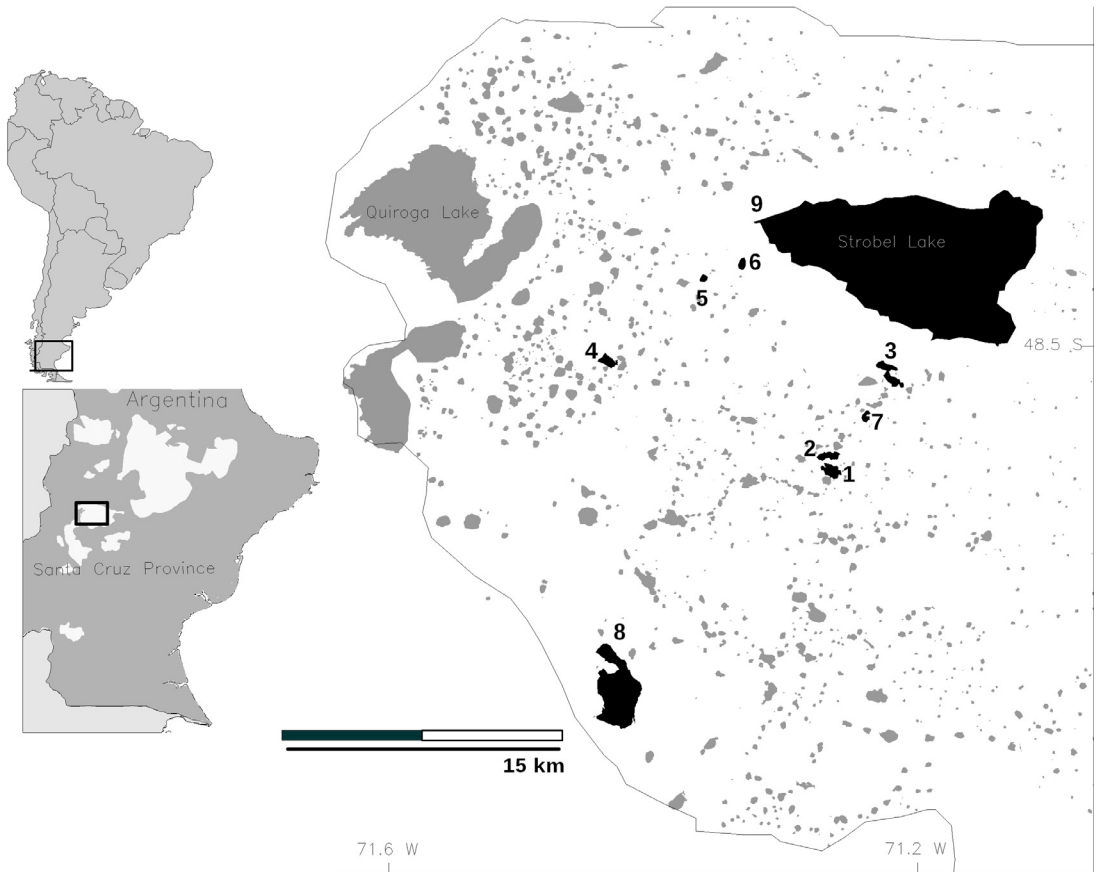 Quiroga Lake
9
Strobel Lake
6
5
48.5 S
4
3
7
2
1
Argentina
Santa Cruz Province
8
15 km
71.6 W
71.2 W